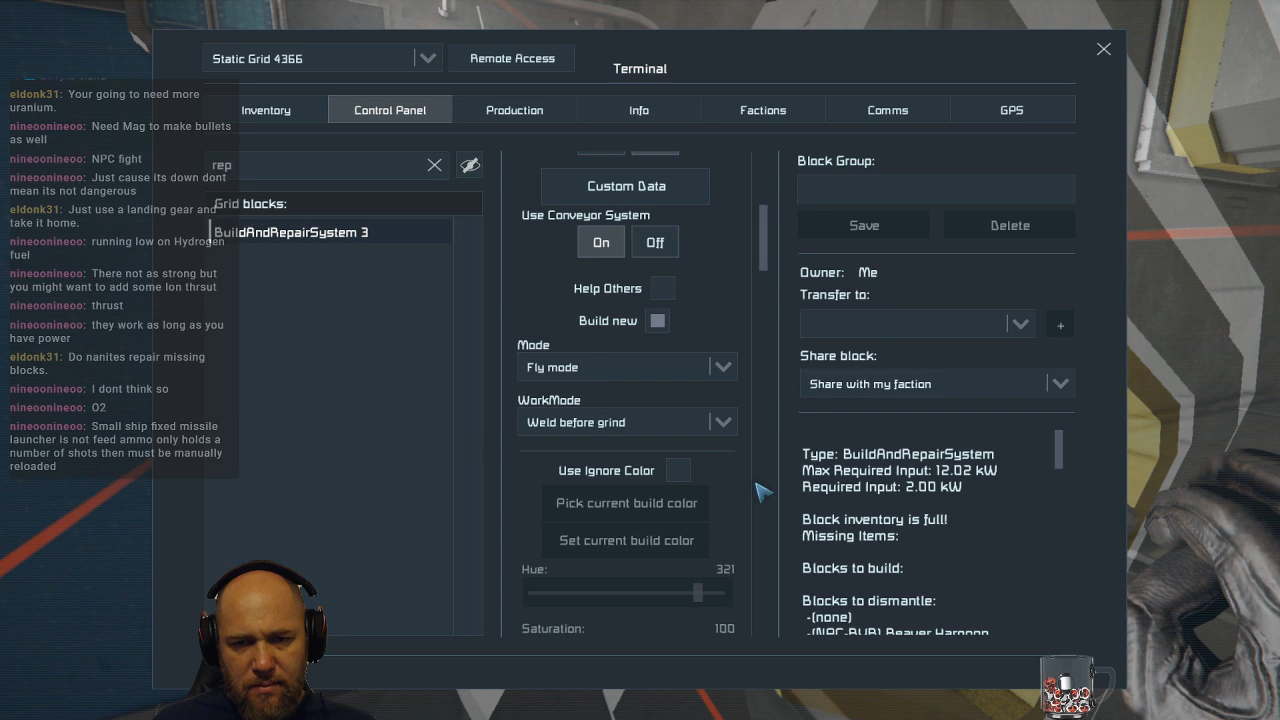 Static Grid 4366
Remote Access
Terminal
Inventory
Control Panel
Production
Info
Factions
Comms
GPS
eldonk31: Your going to need more
uranium.
nineoonineoo: Need Mag to make bullets
as well
nineoonineoo: NPC fight
nineoonineoo: Just cause its down dont
mean its not dangerous
eldonk31: Just use a landing gear and
take it home.
nineoonineoo: running low on Hydrogen
fuel
nineoonineoo: There not as strong but
you might want to add some Ion thrsut
nineoonineoo: thrust
nineoonineoo: they work as long as you
have power
eldonk31: Do nanites repair missing
blocks.
nineoonineoo: I dont think so
nineoonineoo: O2
nineoonineoo: Small ship fixed missile
launcher is not feed ammo only holds a
number of shots then must be manually
reloaded
rep
Grid blocks:
BuildAndRepairSystem 3
Custom Data
Use Conveyor System
On
Off
Help Others
Build new
Mode
Fly mode
WorkMode
Weld before grind
Use Ignore Color
Pick current build color
Set current build color
Hue: 321
Saturation: 100
Block Group:
Save
Delete
Owner: Me
Transfer to:
+
Share block:
Share with my faction
Type: BuildAndRepairSystem
Max Required Input: 12.02 kW
Required Input: 2.00 kW
Block inventory is full!
Missing Items:
Blocks to build:
Blocks to dismantle:
-(none)
-(NPC-BVR) Beaver Harpoon